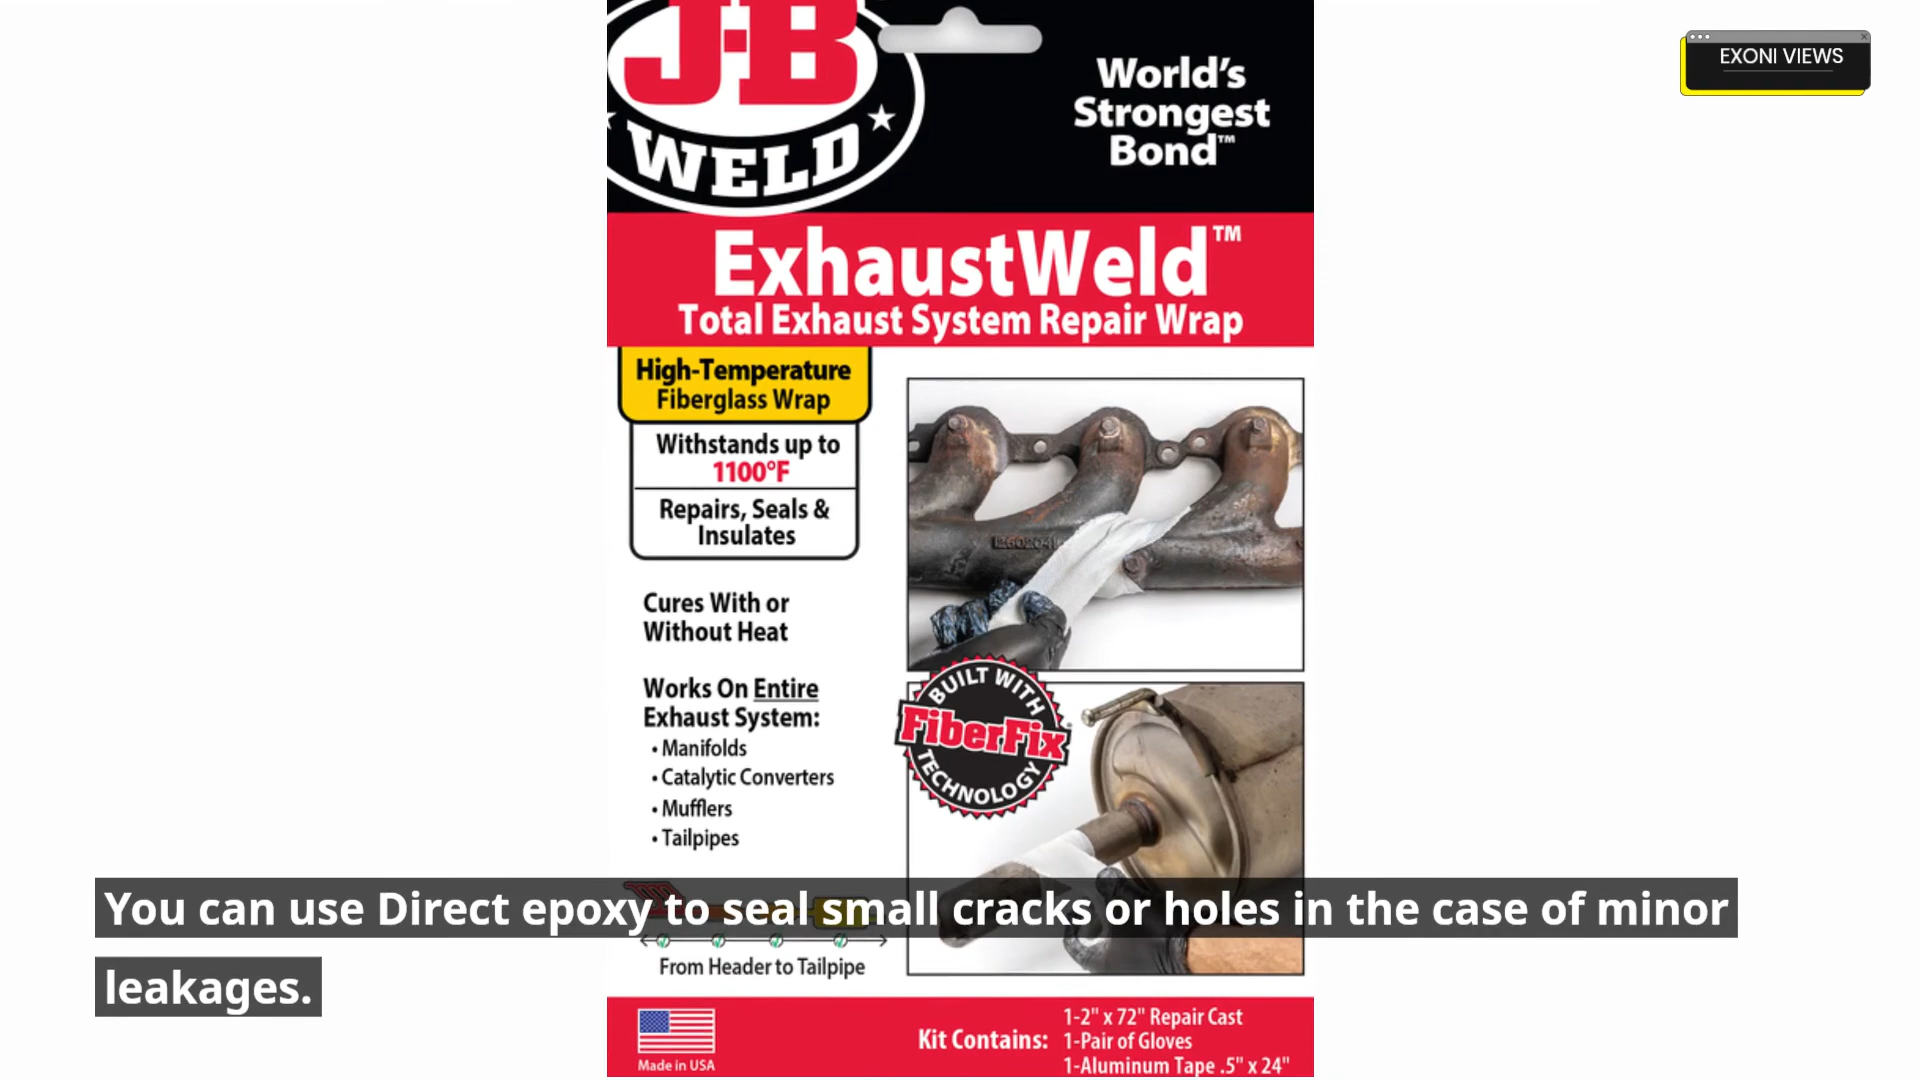 J-B
WELD
World's
Strongest
Bond™
EXONI VIEWS
ExhaustWeld™
Total Exhaust System Repair Wrap
High-Temperature
Fiberglass Wrap
Withstands up to
1100°F
Repairs, Seals &
Insulates
Cures With or
Without Heat
Works On Entire
Exhaust System:
• Manifolds
• Catalytic Converters
• Mufflers
• Tailpipes
BUILT WITH
FiberFix®
TECHNOLOGY
You can use Direct epoxy to seal small cracks or holes in the case of minor
leakages.
From Header to Tailpipe
Made in USA
Kit Contains:
1-2" x 72" Repair Cast
1-Pair of Gloves
1-Aluminum Tape .5" x 24"